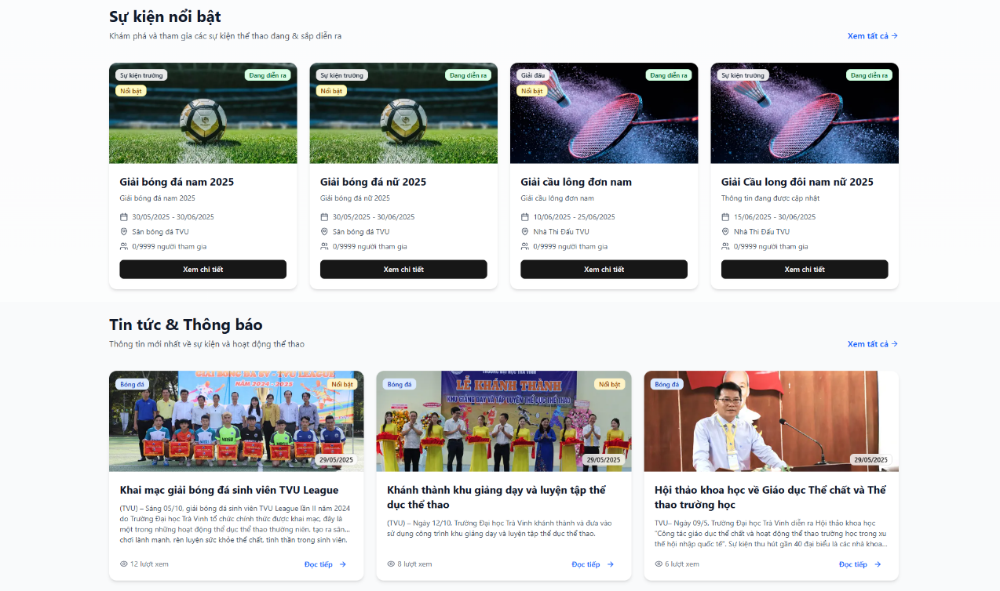 Sự kiện nổi bật
Khám phá và tham gia các sự kiện thể thao đang & sắp diễn ra
Xem tất cả →
Sự kiện trường
Đang diễn ra
Nổi bật
Giải bóng đá nam 2025
Giải bóng đá nam 2025
30/05/2025 - 30/06/2025
Sân bóng đá TVU
0/9999 người tham gia
Xem chi tiết
Sự kiện trường
Đang diễn ra
Nổi bật
Giải bóng đá nữ 2025
Giải bóng đá nữ 2025
30/05/2025 - 30/06/2025
Sân bóng đá TVU
0/9999 người tham gia
Xem chi tiết
Giải đấu
Đang diễn ra
Nổi bật
Giải cầu lông đơn nam
Giải cầu lông đơn nam
10/06/2025 - 25/06/2025
Nhà Thi Đấu TVU
0/9999 người tham gia
Xem chi tiết
Sự kiện trường
Đang diễn ra
Giải Cầu long đôi nam nữ 2025
Thông tin đang được cập nhật
15/06/2025 - 30/06/2025
Nhà Thi Đấu TVU
0/9999 người tham gia
Xem chi tiết
Tin tức & Thông báo
Thông tin mới nhất về sự kiện và hoạt động thể thao
Xem tất cả →
Bóng đá
Nổi bật
GIẢI BÓNG ĐÁ SV - TVU LEAGUE
NĂM 2024-2025
29/05/2025
Khai mạc giải bóng đá sinh viên TVU League
(TVU) – Sáng 05/10, giải bóng đá sinh viên TVU League lần II năm 2024
do Trường Đại học Trà Vinh tổ chức chính thức được khai mạc, đây là
một trong những hoạt động thể dục thể thao thường niên, tạo ra sân...
chơi lành mạnh, rèn luyện sức khỏe thể chất, tinh thần trong sinh viên.
12 lượt xem
Đọc tiếp →
Bóng đá
Nổi bật
TRƯỜNG ĐẠI HỌC TRÀ VINH
LỄ KHÁNH THÀNH
KHU GIẢNG DẠY VÀ TẬP LUYỆN THỂ DỤC THỂ THAO
29/05/2025
Khánh thành khu giảng dạy và luyện tập thể
dục thể thao
(TVU) – Ngày 12/10, Trường Đại học Trà Vinh khánh thành và đưa vào
sử dụng công trình khu giảng dạy và luyện tập thể dục thể thao.
8 lượt xem
Đọc tiếp →
Bóng đá
29/05/2025
Hội thảo khoa học về Giáo dục Thể chất và Thể
thao trường học
TVU– Ngày 09/5, Trường Đại học Trà Vinh diễn ra Hội thảo khoa học
"Công tác giáo dục thể chất và hoạt động thể thao trường học trong xu
thế hội nhập quốc tế". Sự kiện thu hút gần 40 đại biểu là các nhà khoa...
6 lượt xem
Đọc tiếp →